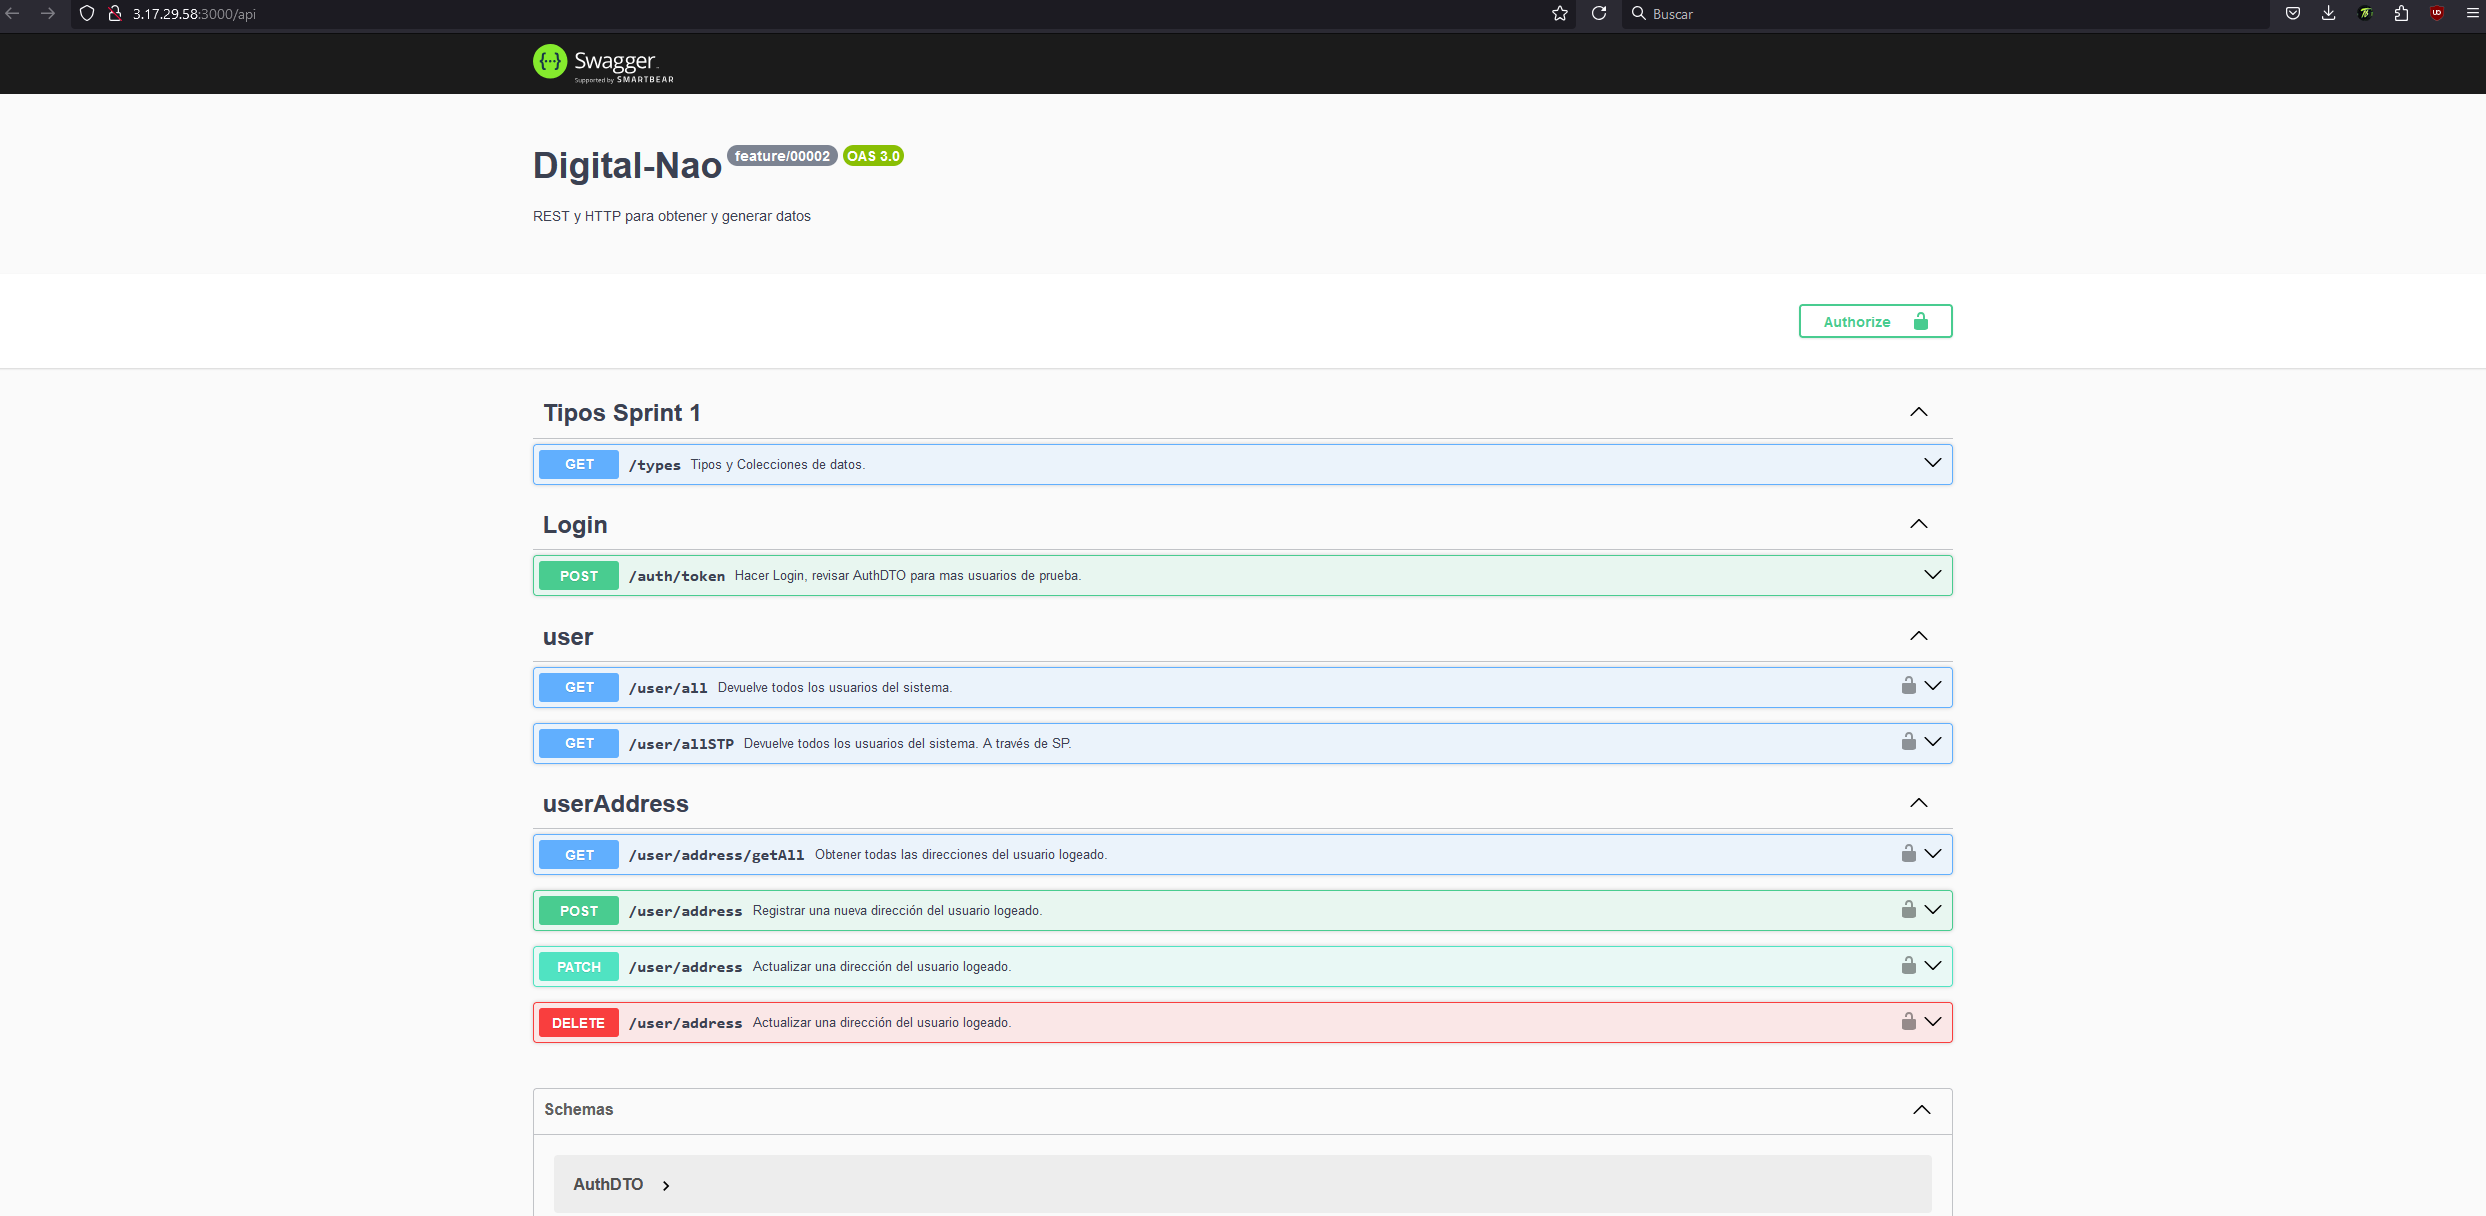 3.17.29.58:3000/api
Buscar
Swagger
Supported by SMARTBEAR
Digital-Nao feature/00002 OAS 3.0
REST y HTTP para obtener y generar datos
Authorize
Tipos Sprint 1
GET /types Tipos y Colecciones de datos.
Login
POST /auth/token Hacer Login, revisar AuthDTO para mas usuarios de prueba.
user
GET /user/all Devuelve todos los usuarios del sistema.
GET /user/allSTP Devuelve todos los usuarios del sistema. A través de SP.
userAddress
GET /user/address/getAll Obtener todas las direcciones del usuario logeado.
POST /user/address Registrar una nueva dirección del usuario logeado.
PATCH /user/address Actualizar una dirección del usuario logeado.
DELETE /user/address Actualizar una dirección del usuario logeado.
Schemas
AuthDTO